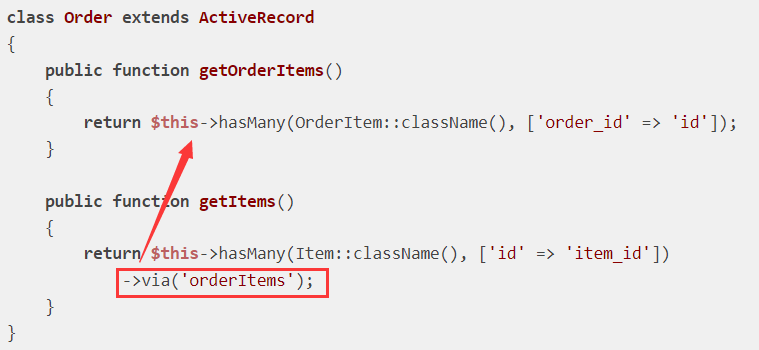 class Order extends ActiveRecord
{
    public function getOrderItems()
    {
        return $this->hasMany(OrderItem::className(), ['order_id' => 'id']);
    }

    public function getItems()
    {
        return $this->hasMany(Item::className(), ['id' => 'item_id'])
            ->via('orderItems');
    }
}